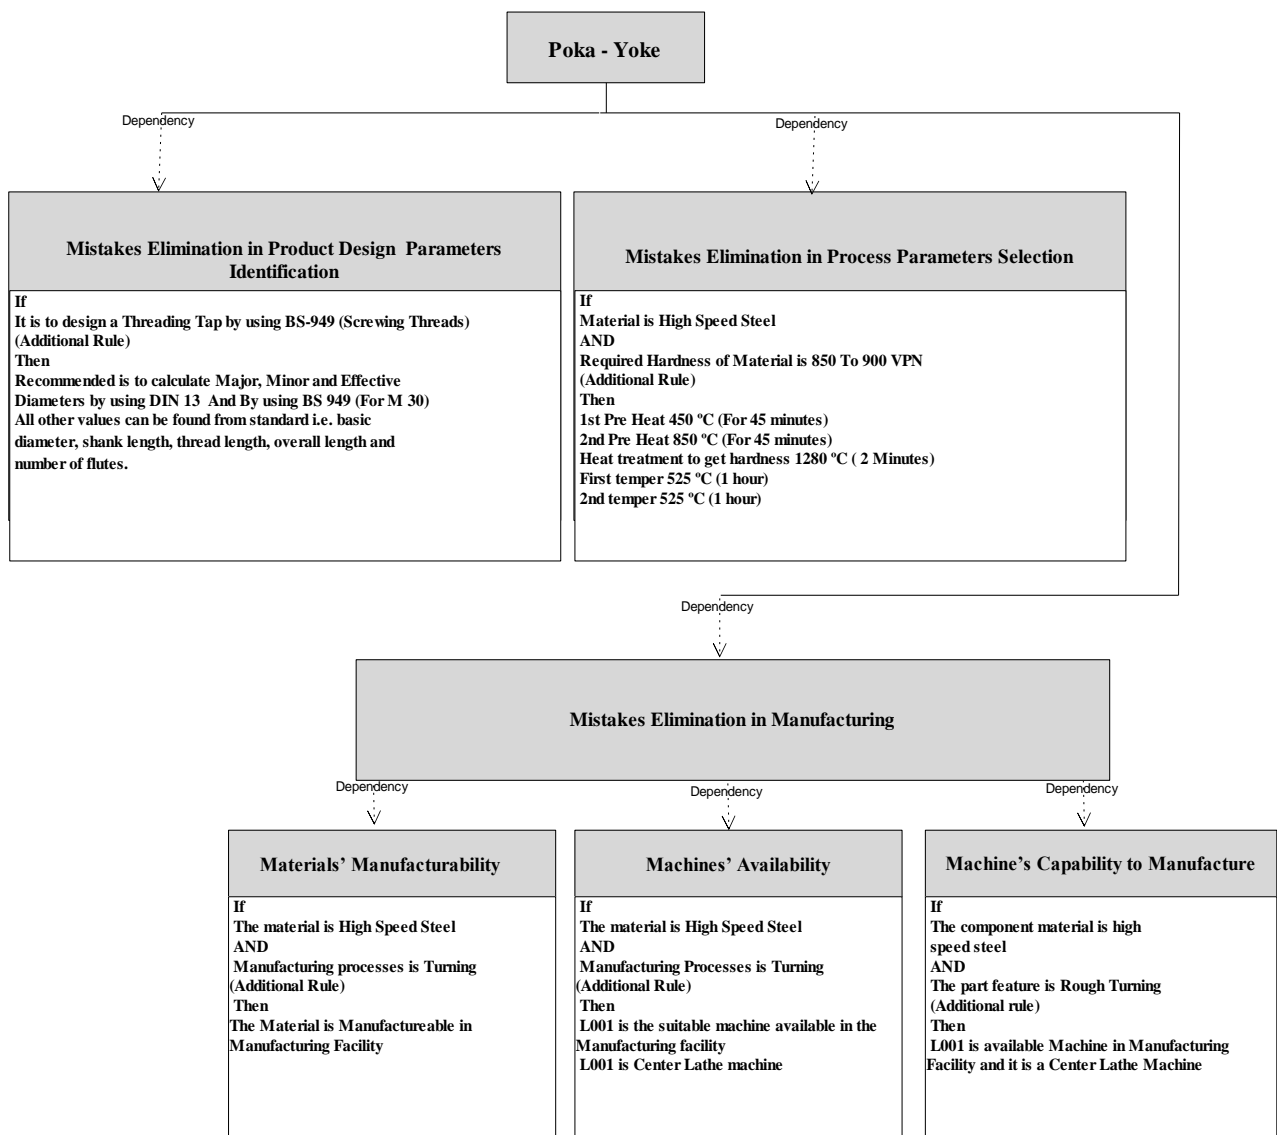 Poka - Yoke
Dependency
Dependency
Mistakes Elimination in Product Design Parameters
Identification
If
It is to design a Threading Tap by using BS-949 (Screwing Threads)
(Additional Rule)
Then
Recommended is to calculate Major, Minor and Effective
Diameters by using DIN 13 And By using BS 949 (For M 30)
All other values can be found from standard i.e. basic
diameter, shank length, thread length, overall length and
number of flutes.
Mistakes Elimination in Process Parameters Selection
If
Material is High Speed Steel
AND
Required Hardness of Material is 850 To 900 VPN
(Additional Rule)
Then
1st Pre Heat 450 ºC (For 45 minutes)
2nd Pre Heat 850 ºC (For 45 minutes)
Heat treatment to get hardness 1280 ºC ( 2 Minutes)
First temper 525 ºC (1 hour)
2nd temper 525 ºC (1 hour)
Dependency
Mistakes Elimination in Manufacturing
Dependency
Dependency
Dependency
Materials’ Manufacturability
If
The material is High Speed Steel
AND
Manufacturing processes is Turning
(Additional Rule)
Then
The Material is Manufactureable in
Manufacturing Facility
Machines’ Availability
If
The material is High Speed Steel
AND
Manufacturing Processes is Turning
(Additional Rule)
Then
L001 is the suitable machine available in the
Manufacturing facility
L001 is Center Lathe machine
Machine’s Capability to Manufacture
If
The component material is high
speed steel
AND
The part feature is Rough Turning
(Additional rule)
Then
L001 is available Machine in Manufacturing
Facility and it is a Center Lathe Machine